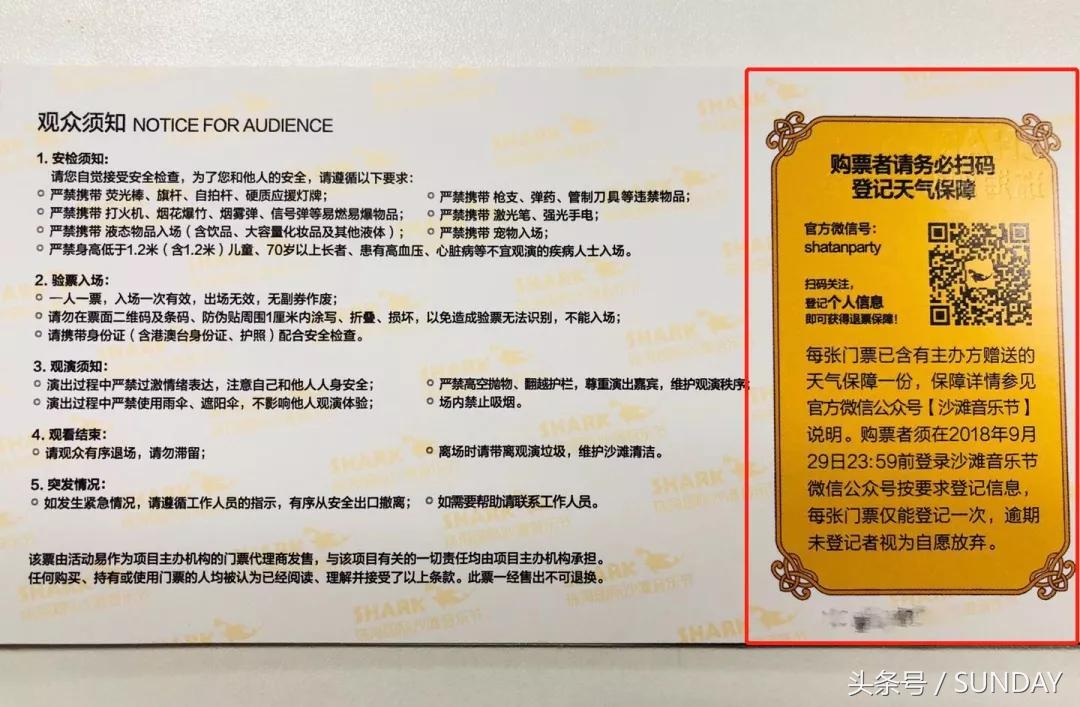 观众须知 NOTICE FOR AUDIENCE
1. 安检须知:
请您自觉接受安全检查，为了您和他人的安全，请遵循以下要求:
严禁携带 荧光棒、旗杆、自拍杆、硬质应援灯牌;
严禁携带 枪支、弹药、管制刀具等违禁物品;
严禁携带 打火机、烟花爆竹、烟雾弹、信号弹等易燃易爆物品;
严禁携带 激光笔、强光手电;
严禁携带 液态物品入场（含饮品、大容量化妆品及其他液体）;
严禁携带 宠物入场;
严禁身高低于1.2米（含1.2米）儿童、70岁以上长者、患有高血压、心脏病等不宜观演的疾病人士入场。
2. 验票入场:
一人一票，入场一次有效，出场无效，无副券作废;
请勿在票面二维码及条码、防伪贴周围1厘米内涂写、折叠、损坏，以免造成验票无法识别，不能入场;
请携带身份证（含港澳台身份证、护照）配合安全检查。
3. 观演须知:
演出过程中严禁过激情绪表达，注意自己和他人人身安全;
严禁高空抛物、翻越护栏，尊重演出嘉宾，维护观演秩序;
演出过程中严禁使用雨伞、遮阳伞，不影响他人观演体验;
场内禁止吸烟。
4. 观看结束:
请观众有序退场，请勿滞留;
离场时请带离观演垃圾，维护沙滩清洁。
5. 突发情况:
如发生紧急情况，请遵循工作人员的指示，有序从安全出口撤离;
如需要帮助请联系工作人员。
该票由活动易作为项目主办机构的门票代理商发售，与该项目有关的一切责任均由项目主办机构承担。
任何购买、持有或使用门票的人均被认为已经阅读、理解并接受了以上条款。此票一经售出不可退换。
购票者请务必扫码
登记天气保障
官方微信号:
shatanparty
扫码关注,
登记个人信息
即可获得退票保障!
每张门票已含有主办方赠送的
天气保障一份，保障详情参见
官方微信公众号【沙滩音乐节】
说明。购票者须在2018年9月
29日23:59前登录沙滩音乐节
微信公众号按要求登记信息，
每张门票仅能登记一次，逾期
未登记者视为自愿放弃。
SHARK
头条号 / SUNDAY